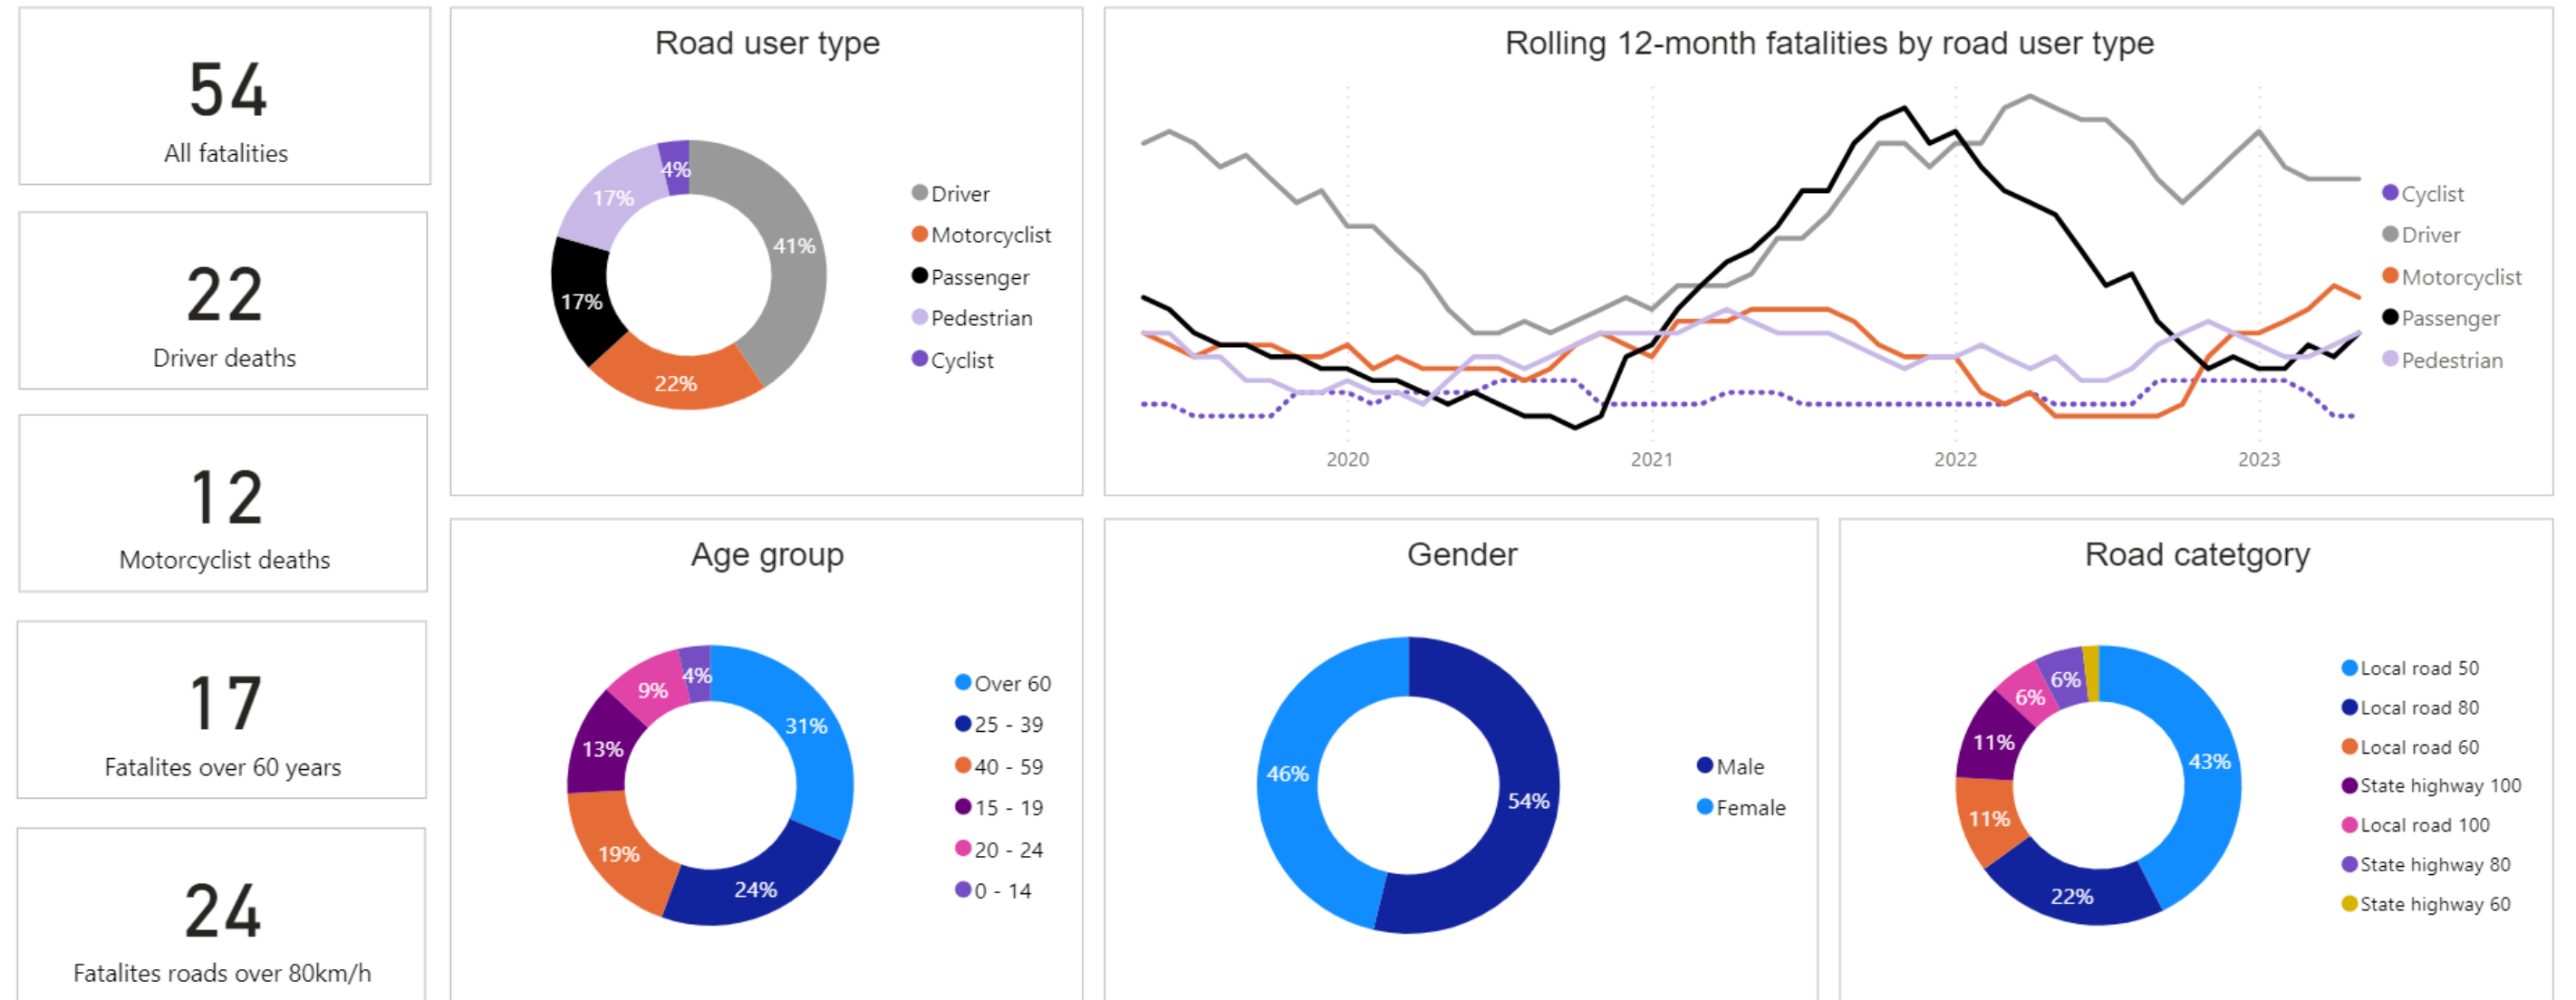 54
All fatalities
22
Driver deaths
12
Motorcyclist deaths
17
Fatalites over 60 years
24
Fatalites roads over 80km/h
Road user type
4%
17%
41%
17%
22%
Driver
Motorcyclist
Passenger
Pedestrian
Cyclist
Rolling 12-month fatalities by road user type
2020
2021
2022
2023
Cyclist
Driver
Motorcyclist
Passenger
Pedestrian
Age group
4%
9%
31%
13%
19%
24%
Over 60
25 - 39
40 - 59
15 - 19
20 - 24
0 - 14
Gender
46%
54%
Male
Female
Road catetgory
6%
6%
43%
11%
11%
22%
Local road 50
Local road 80
Local road 60
State highway 100
Local road 100
State highway 80
State highway 60